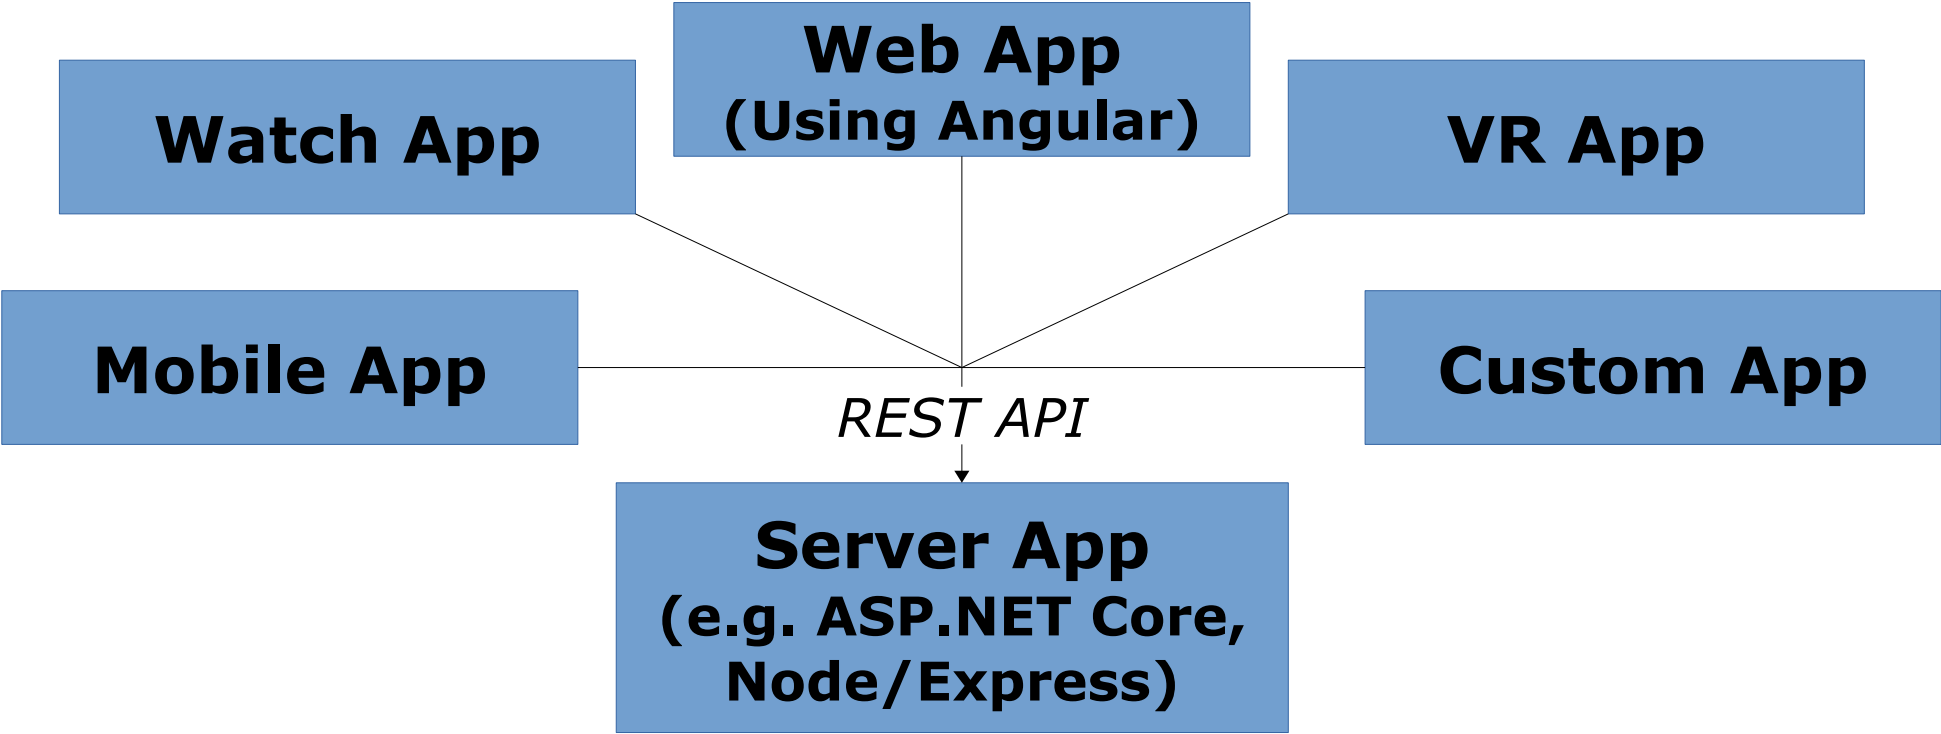 Web App
(Using Angular)
Watch App
VR App
Mobile App
Custom App
REST API
Server App
(e.g. ASP.NET Core,
Node/Express)